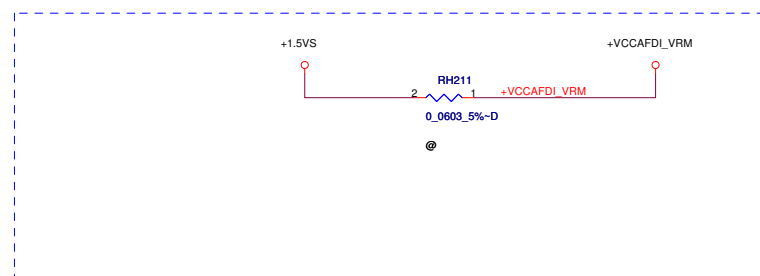 +1.5VS
+VCCAFDI_VRM
RH211
2
1
+VCCAFDI_VRM
0_0603_5%~D
@